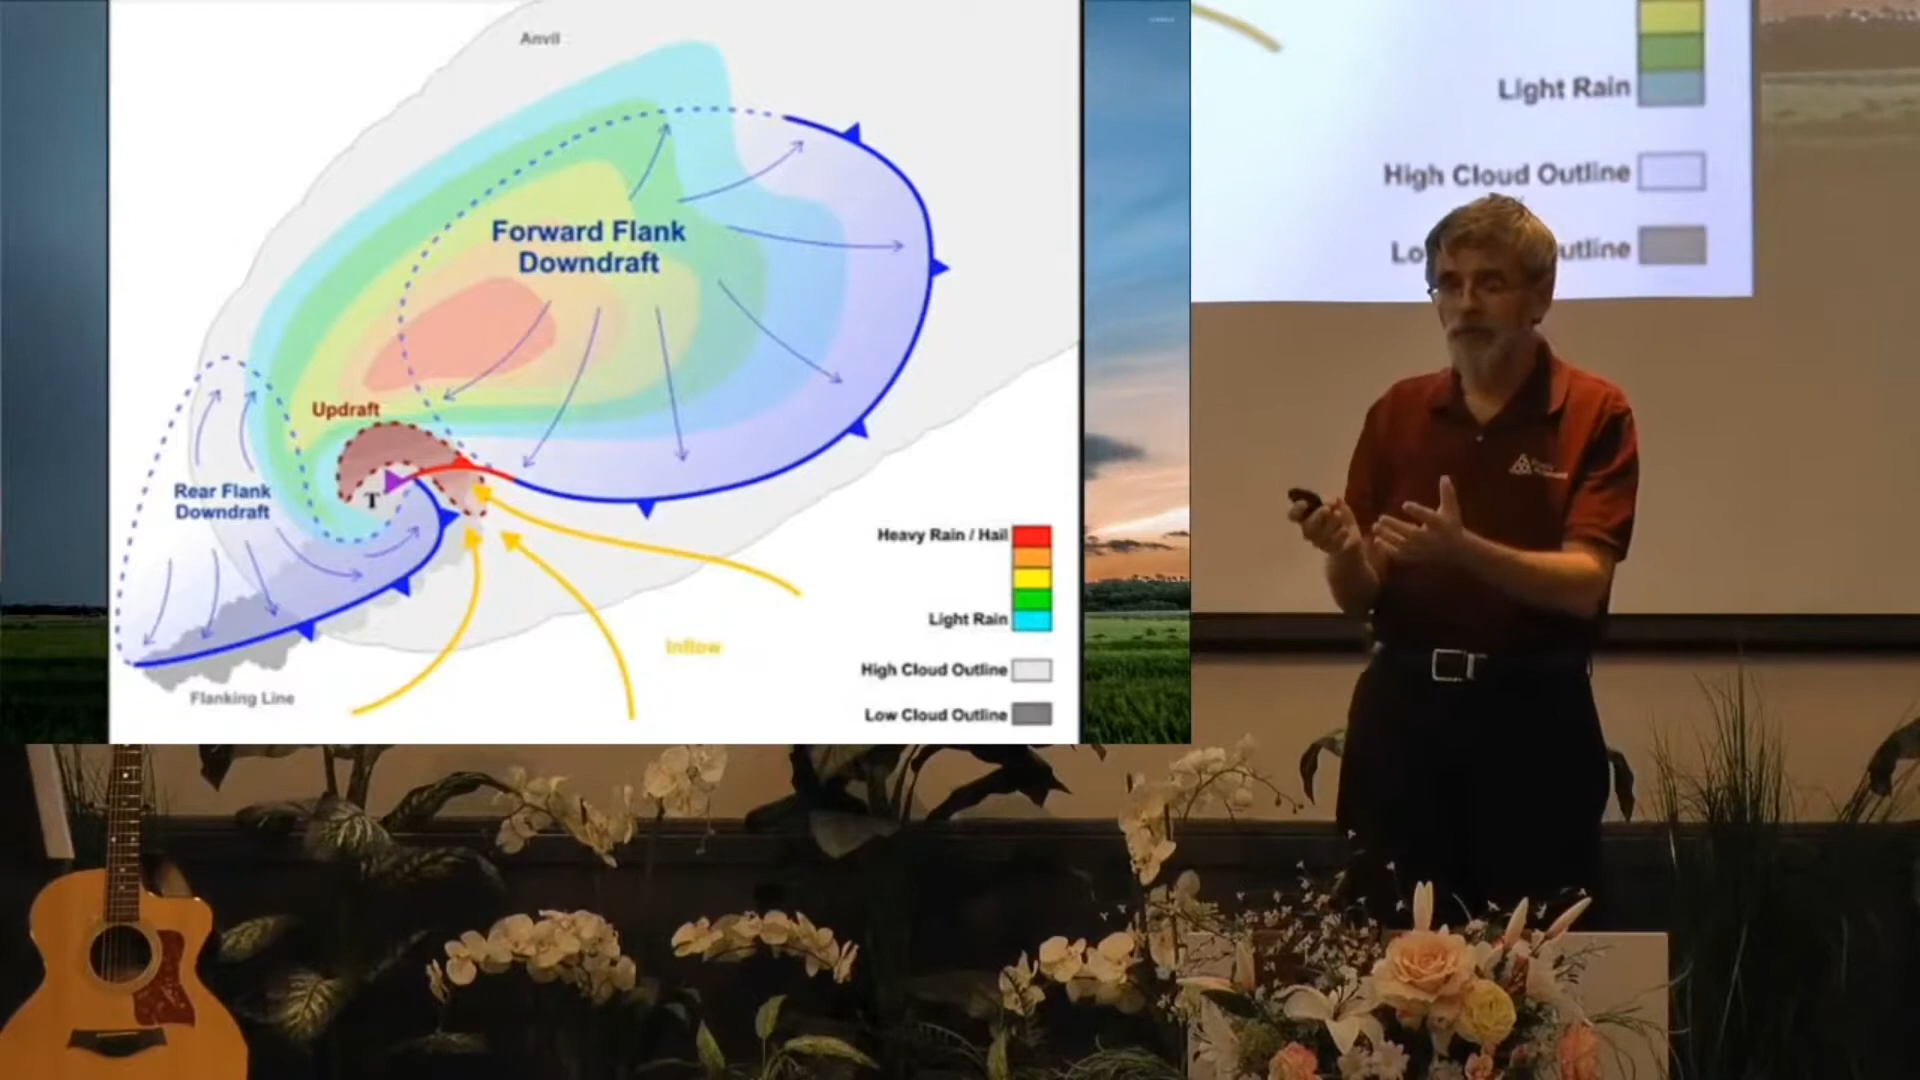 Anvil
Forward Flank
Downdraft
Updraft
T
Rear Flank
Downdraft
Heavy Rain / Hail
Light Rain
Inflow
High Cloud Outline
Low Cloud Outline
Flanking Line
Light Rain
High Cloud Outline
Lo
utline